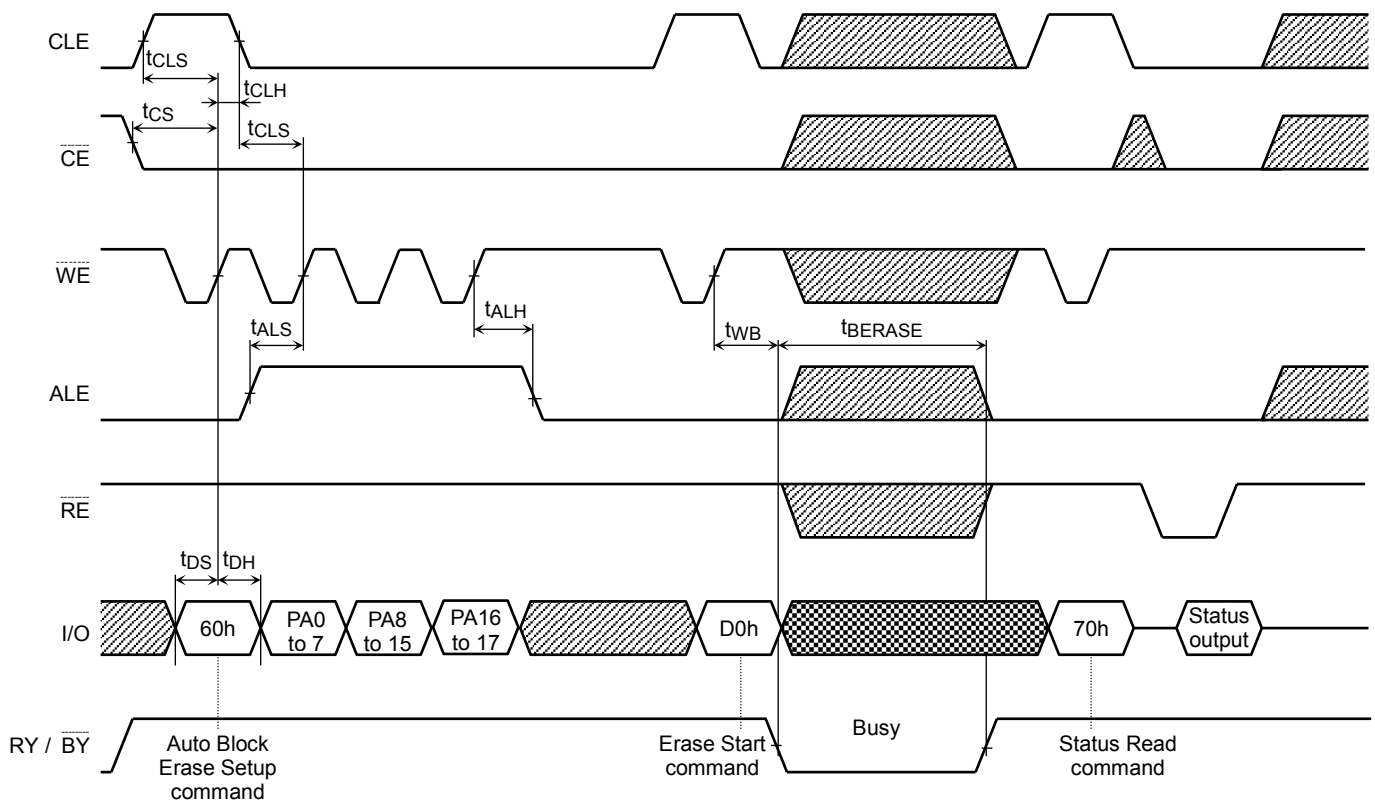 CLE
tCLS
tCLH
tCS
tCLS
CE
WE
tALS
tALH
tWB
tBERASE
ALE
RE
tDS
tDH
I/O
60h
PA0
to 7
PA8
to 15
PA16
to 17
D0h
70h
Status
output
RY / BY
Busy
Auto Block
Erase Setup
command
Erase Start
command
Status Read
command